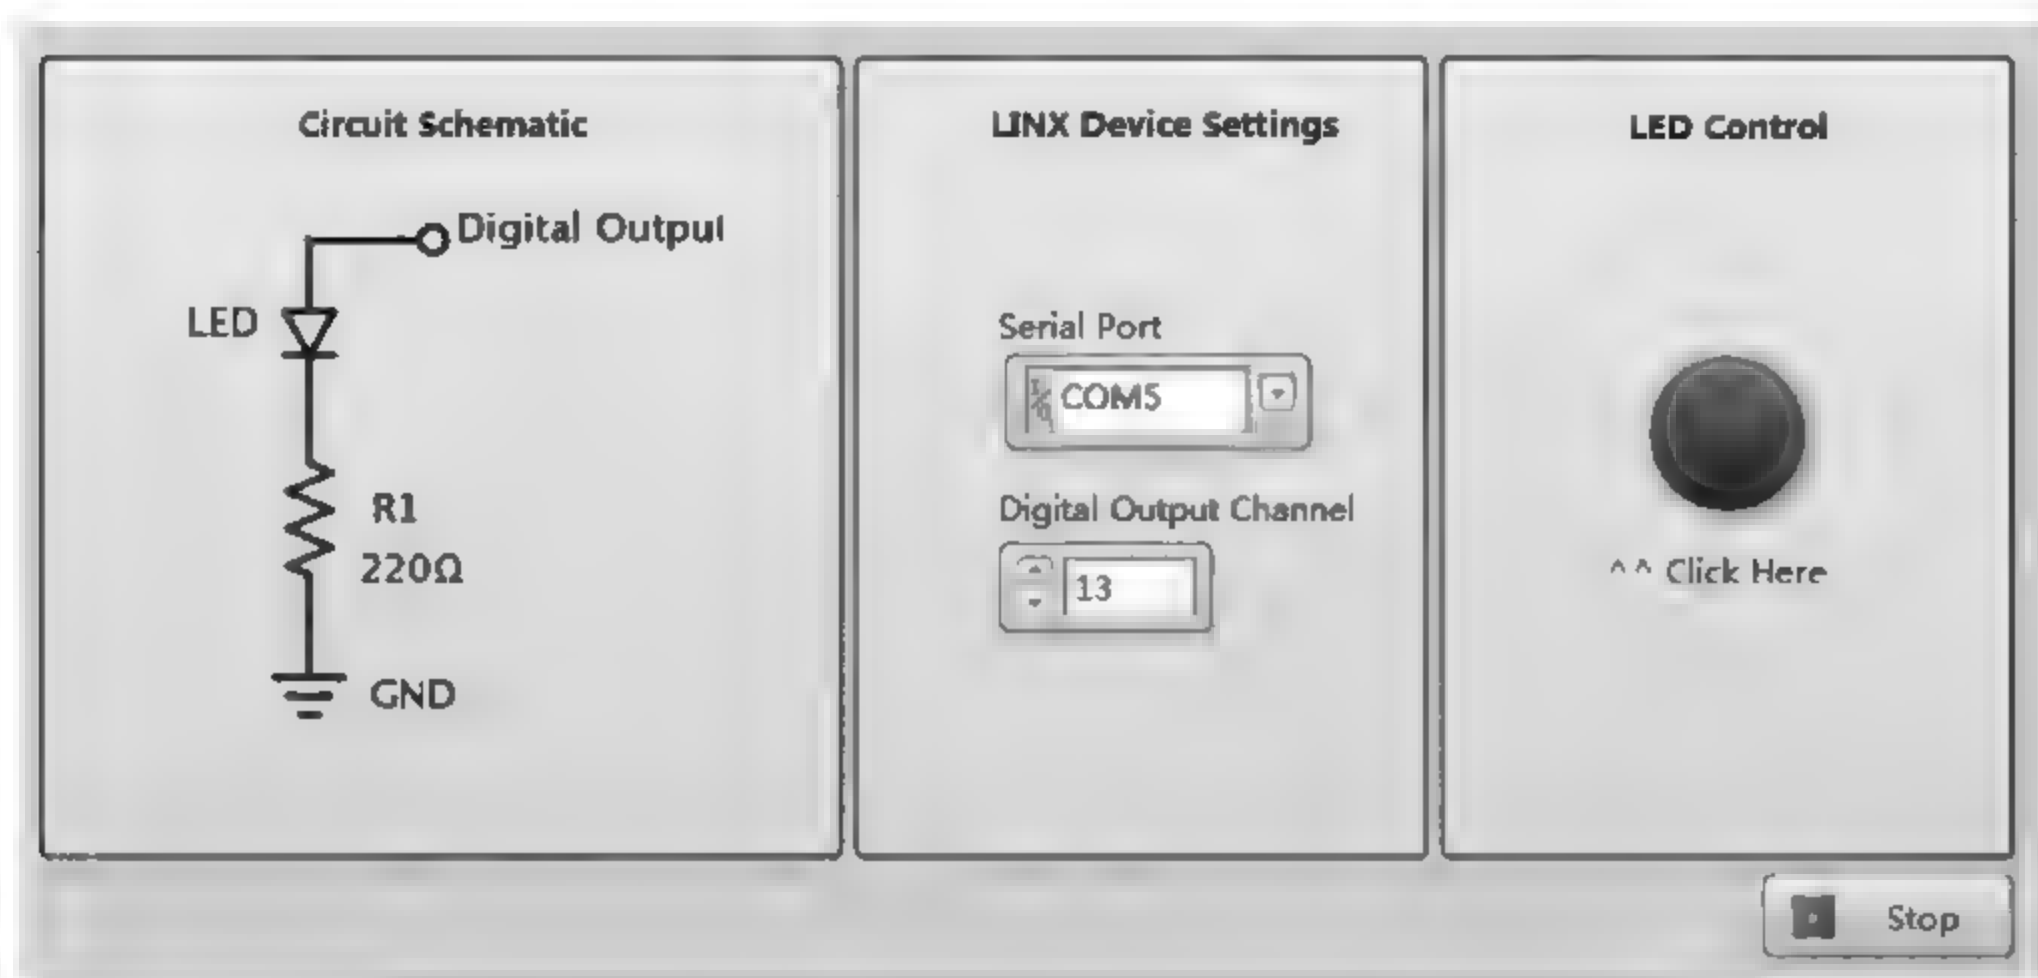 Circuit Schematic
Digital Output
LED
R1
220Ω
GND
LINX Device Settings
Serial Port
I/O COM5
Digital Output Channel
13
LED Control
^^ Click Here
Stop